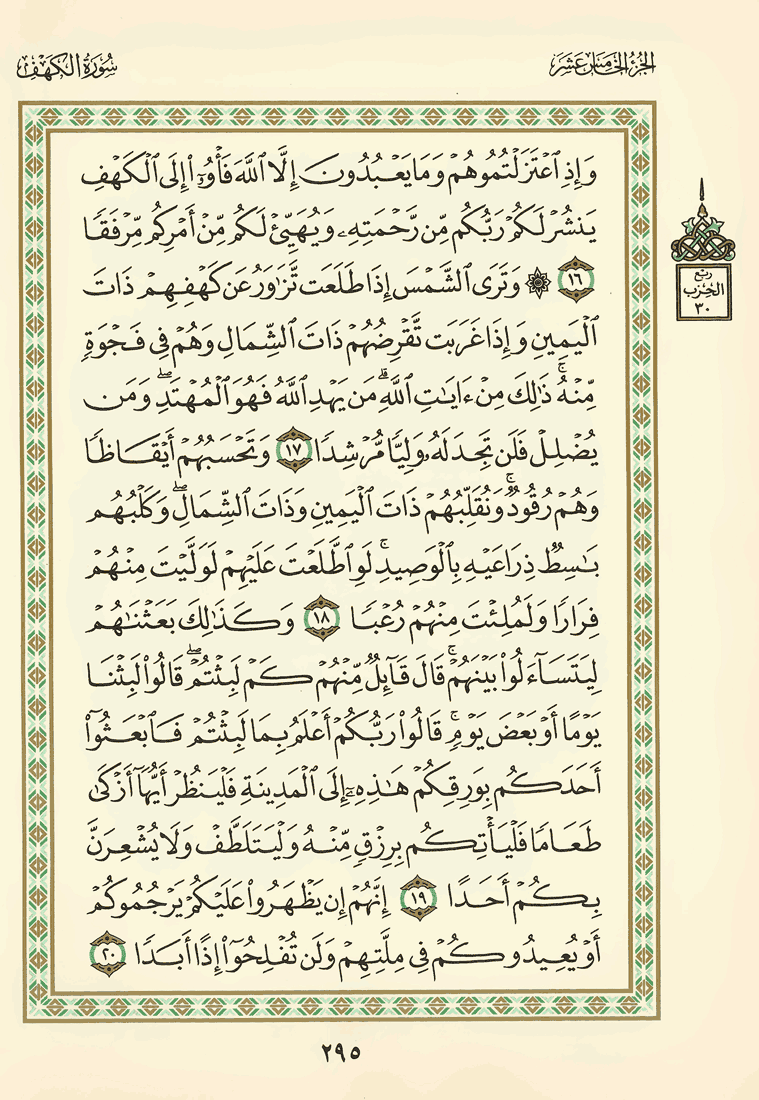 الجزء الخامس عشر
سورة الكهف
وَإِذِ ٱعْتَزَلْتُمُوهُمْ وَمَا يَعْبُدُونَ إِلَّا ٱللَّهَ فَأْوُۥٓا۟ إِلَى ٱلْكَهْفِ
يَنشُرْ لَكُمْ رَبُّكُم مِّن رَّحْمَتِهِۦ وَيُهَيِّئْ لَكُم مِّنْ أَمْرِكُم مِّرْفَقًا
١٦ ۞ وَتَرَى ٱلشَّمْسَ إِذَا طَلَعَت تَّزَٰوَرُ عَن كَهْفِهِمْ ذَاتَ
ٱلْيَمِينِ وَإِذَا غَرَبَت تَّقْرِضُهُمْ ذَاتَ ٱلشِّمَالِ وَهُمْ فِى فَجْوَةٍ
مِّنْهُ ۚ ذَٰلِكَ مِنْ ءَايَٰتِ ٱللَّهِ ۗ مَن يَهْدِ ٱللَّهُ فَهُوَ ٱلْمُهْتَدِ ۖ وَمَن
يُضْلِلْ فَلَن تَجِدَ لَهُۥ وَلِيًّا مُّرْشِدًا ١٧ وَتَحْسَبُهُمْ أَيْقَاظًا
وَهُمْ رُقُودٌ ۚ وَنُقَلِّبُهُمْ ذَاتَ ٱلْيَمِينِ وَذَاتَ ٱلشِّمَالِ ۖ وَكَلْبُهُم
بَٰسِطٌ ذِرَاعَيْهِ بِٱلْوَصِيدِ ۚ لَوِ ٱطَّلَعْتَ عَلَيْهِمْ لَوَلَّيْتَ مِنْهُمْ
فِرَارًا وَلَمُلِئْتَ مِنْهُمْ رُعْبًا ١٨ وَكَذَٰلِكَ بَعَثْنَٰهُمْ
لِيَتَسَآءَلُوا۟ بَيْنَهُمْ ۚ قَالَ قَآئِلٌ مِّنْهُمْ كَمْ لَبِثْتُمْ ۖ قَالُوا۟ لَبِثْنَا
يَوْمًا أَوْ بَعْضَ يَوْمٍ ۚ قَالُوا۟ رَبُّكُمْ أَعْلَمُ بِمَا لَبِثْتُمْ فَٱبْعَثُوٓا۟
أَحَدَكُم بِوَرِقِكُمْ هَٰذِهِۦٓ إِلَى ٱلْمَدِينَةِ فَلْيَنظُرْ أَيُّهَآ أَزْكَىٰ
طَعَامًا فَلْيَأْتِكُم بِرِزْقٍ مِّنْهُ وَلْيَتَلَطَّفْ وَلَا يُشْعِرَنَّ
بِكُمْ أَحَدًا ١٩ إِنَّهُمْ إِن يَظْهَرُوا۟ عَلَيْكُمْ يَرْجُمُوكُمْ
أَوْ يُعِيدُوكُمْ فِى مِلَّتِهِمْ وَلَن تُفْلِحُوٓا۟ إِذًا أَبَدًا ٢٠
ربع
الحزب
٣٠
٢٩٥